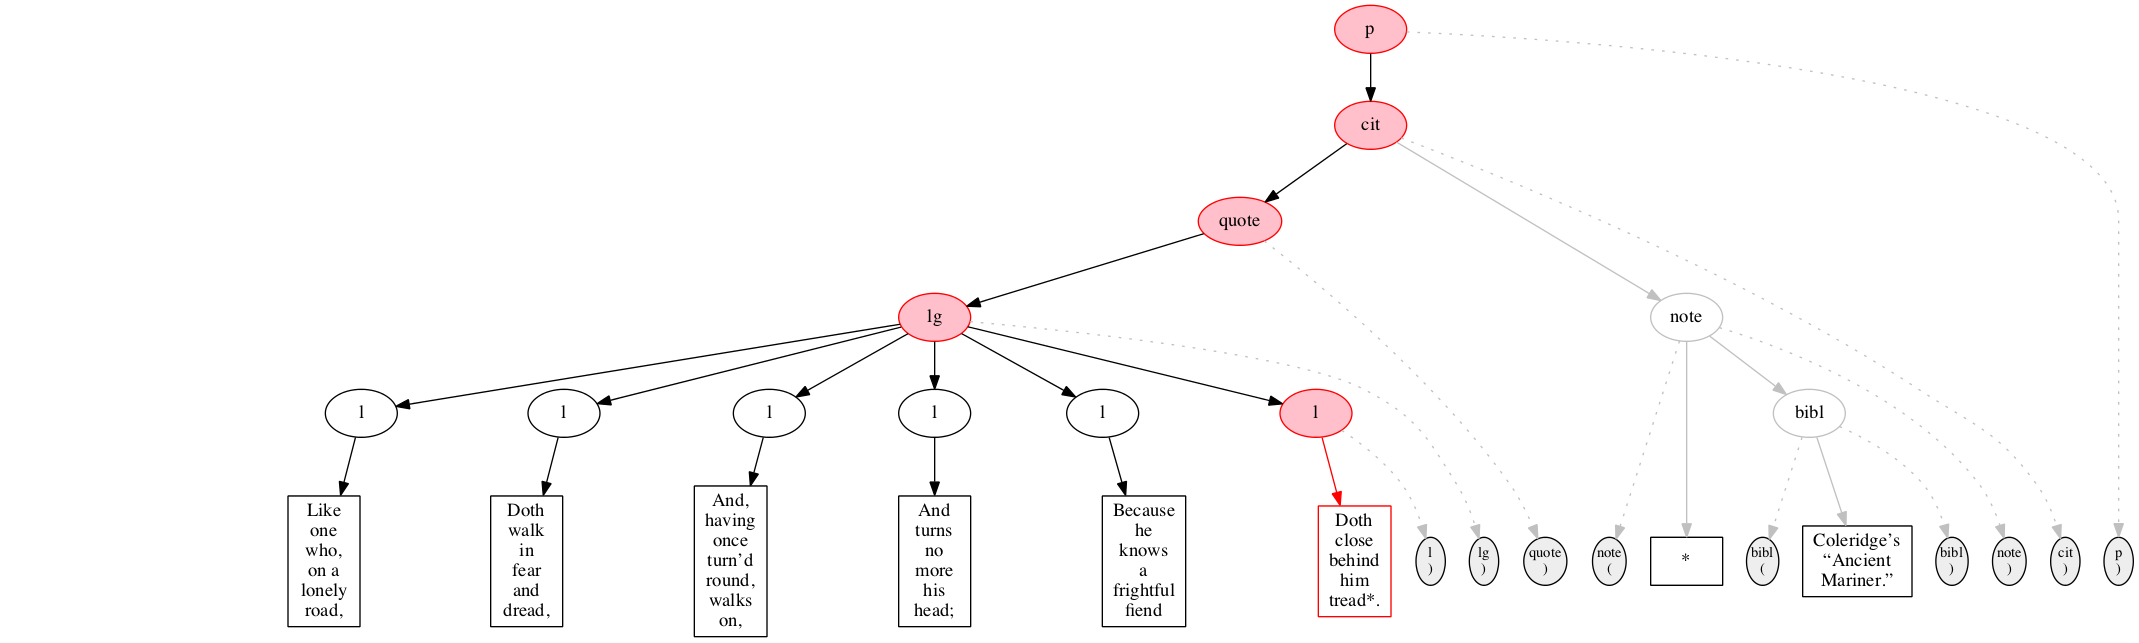 p
cit
quote
lg
note
l
l
l
l
l
l
bibl
Like
one
who,
on a
lonely
road,
Doth
walk
in
fear
and
dread,
And,
having
once
turn’d
round,
walks
on,
And
turns
no
more
his
head;
Because
he
knows
a
frightful
fiend
Doth
close
behind
him
tread*.
l
)
lg
)
quote
)
note
(
*
bibl
(
Coleridge’s
“Ancient
Mariner.”
bibl
)
note
)
cit
)
p
)